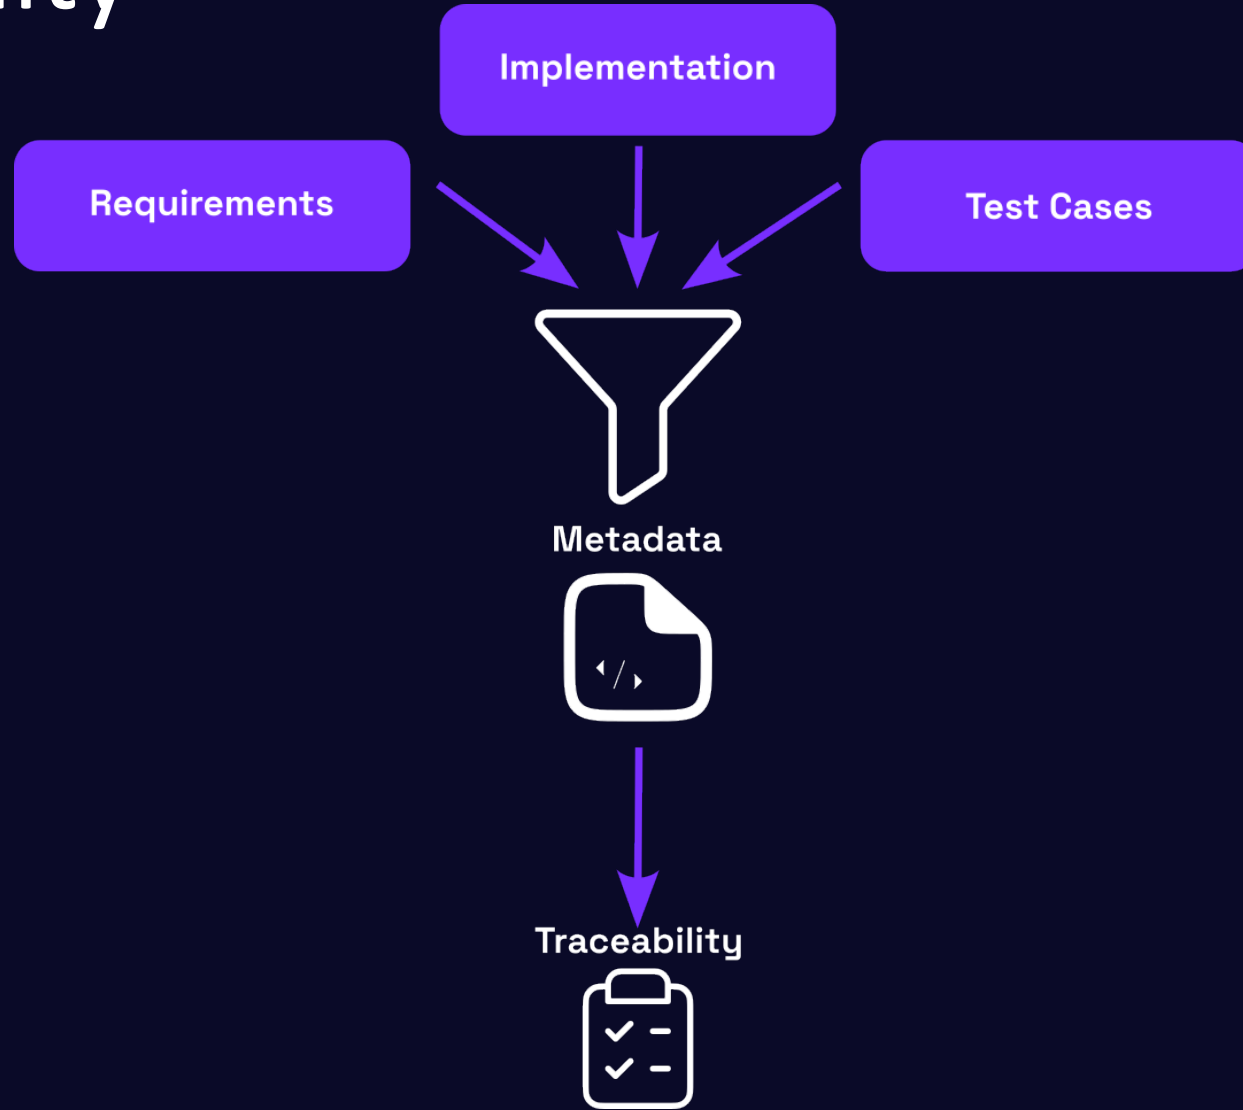 Implementation
Requirements
Test Cases
Metadata
</>
Traceability